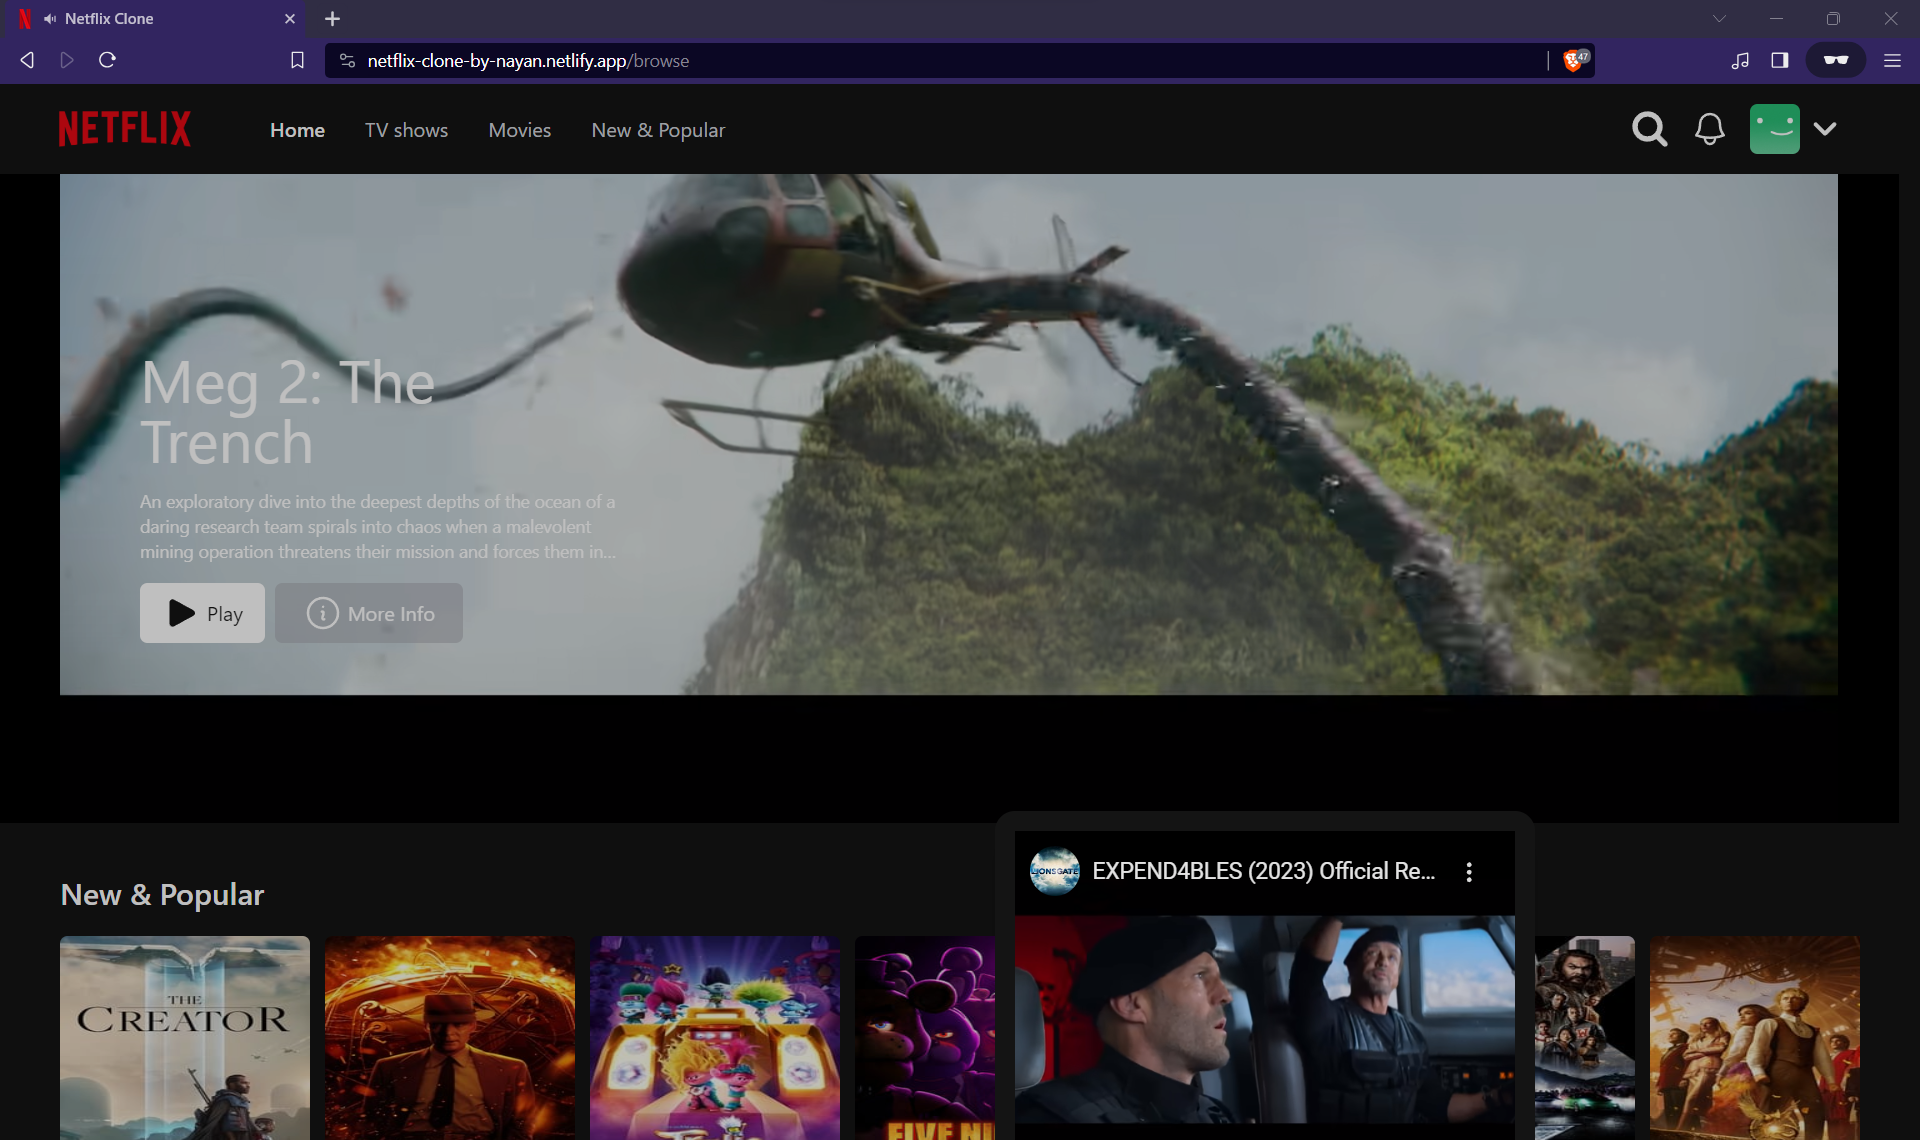 Netflix Clone
netflix-clone-by-nayan.netlify.app/browse
47
NETFLIX
Home
TV shows
Movies
New & Popular
Meg 2: The
Trench
An exploratory dive into the deepest depths of the ocean of a
daring research team spirals into chaos when a malevolent
mining operation threatens their mission and forces them in...
Play
More Info
LIONSGATE
EXPEND4BLES (2023) Official Re...
New & Popular
THE
CREATOR
FIVE NI